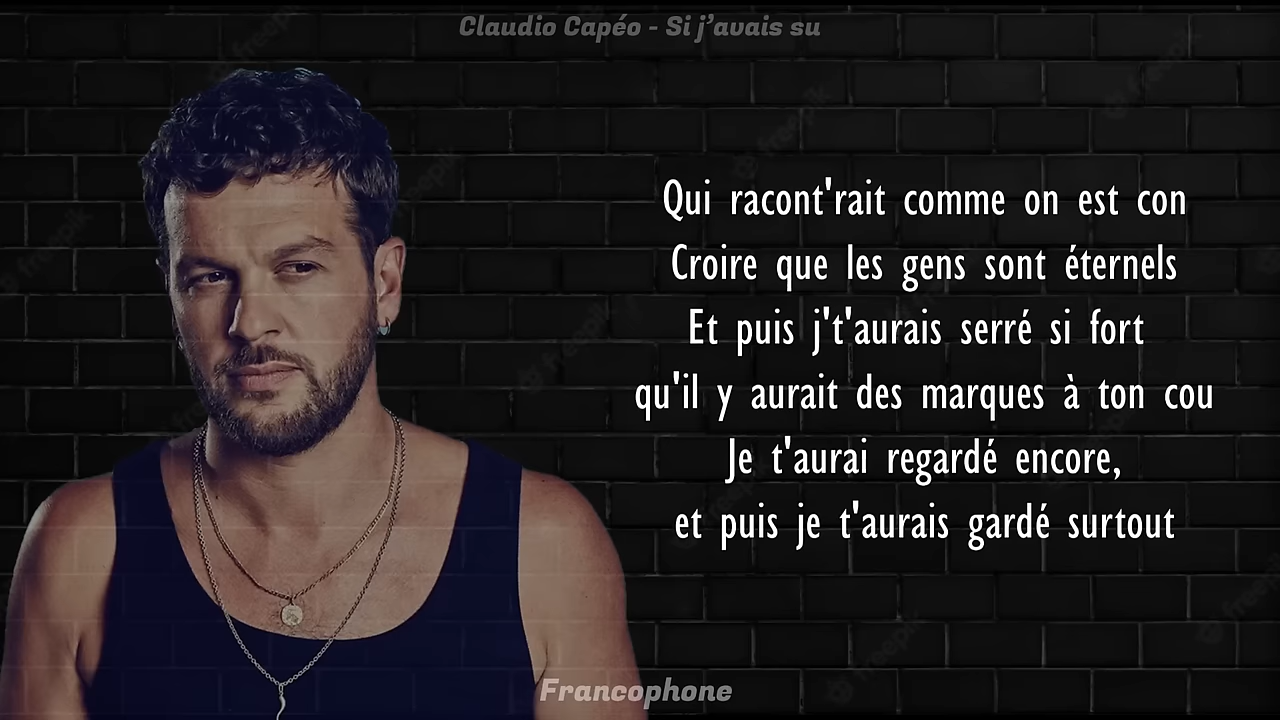 Claudio Capéo - Si j’avais su
Qui racont'rait comme on est con
Croire que les gens sont éternels
Et puis j't'aurais serré si fort
qu'il y aurait des marques à ton cou
Je t'aurai regardé encore,
et puis je t'aurais gardé surtout
Francophone